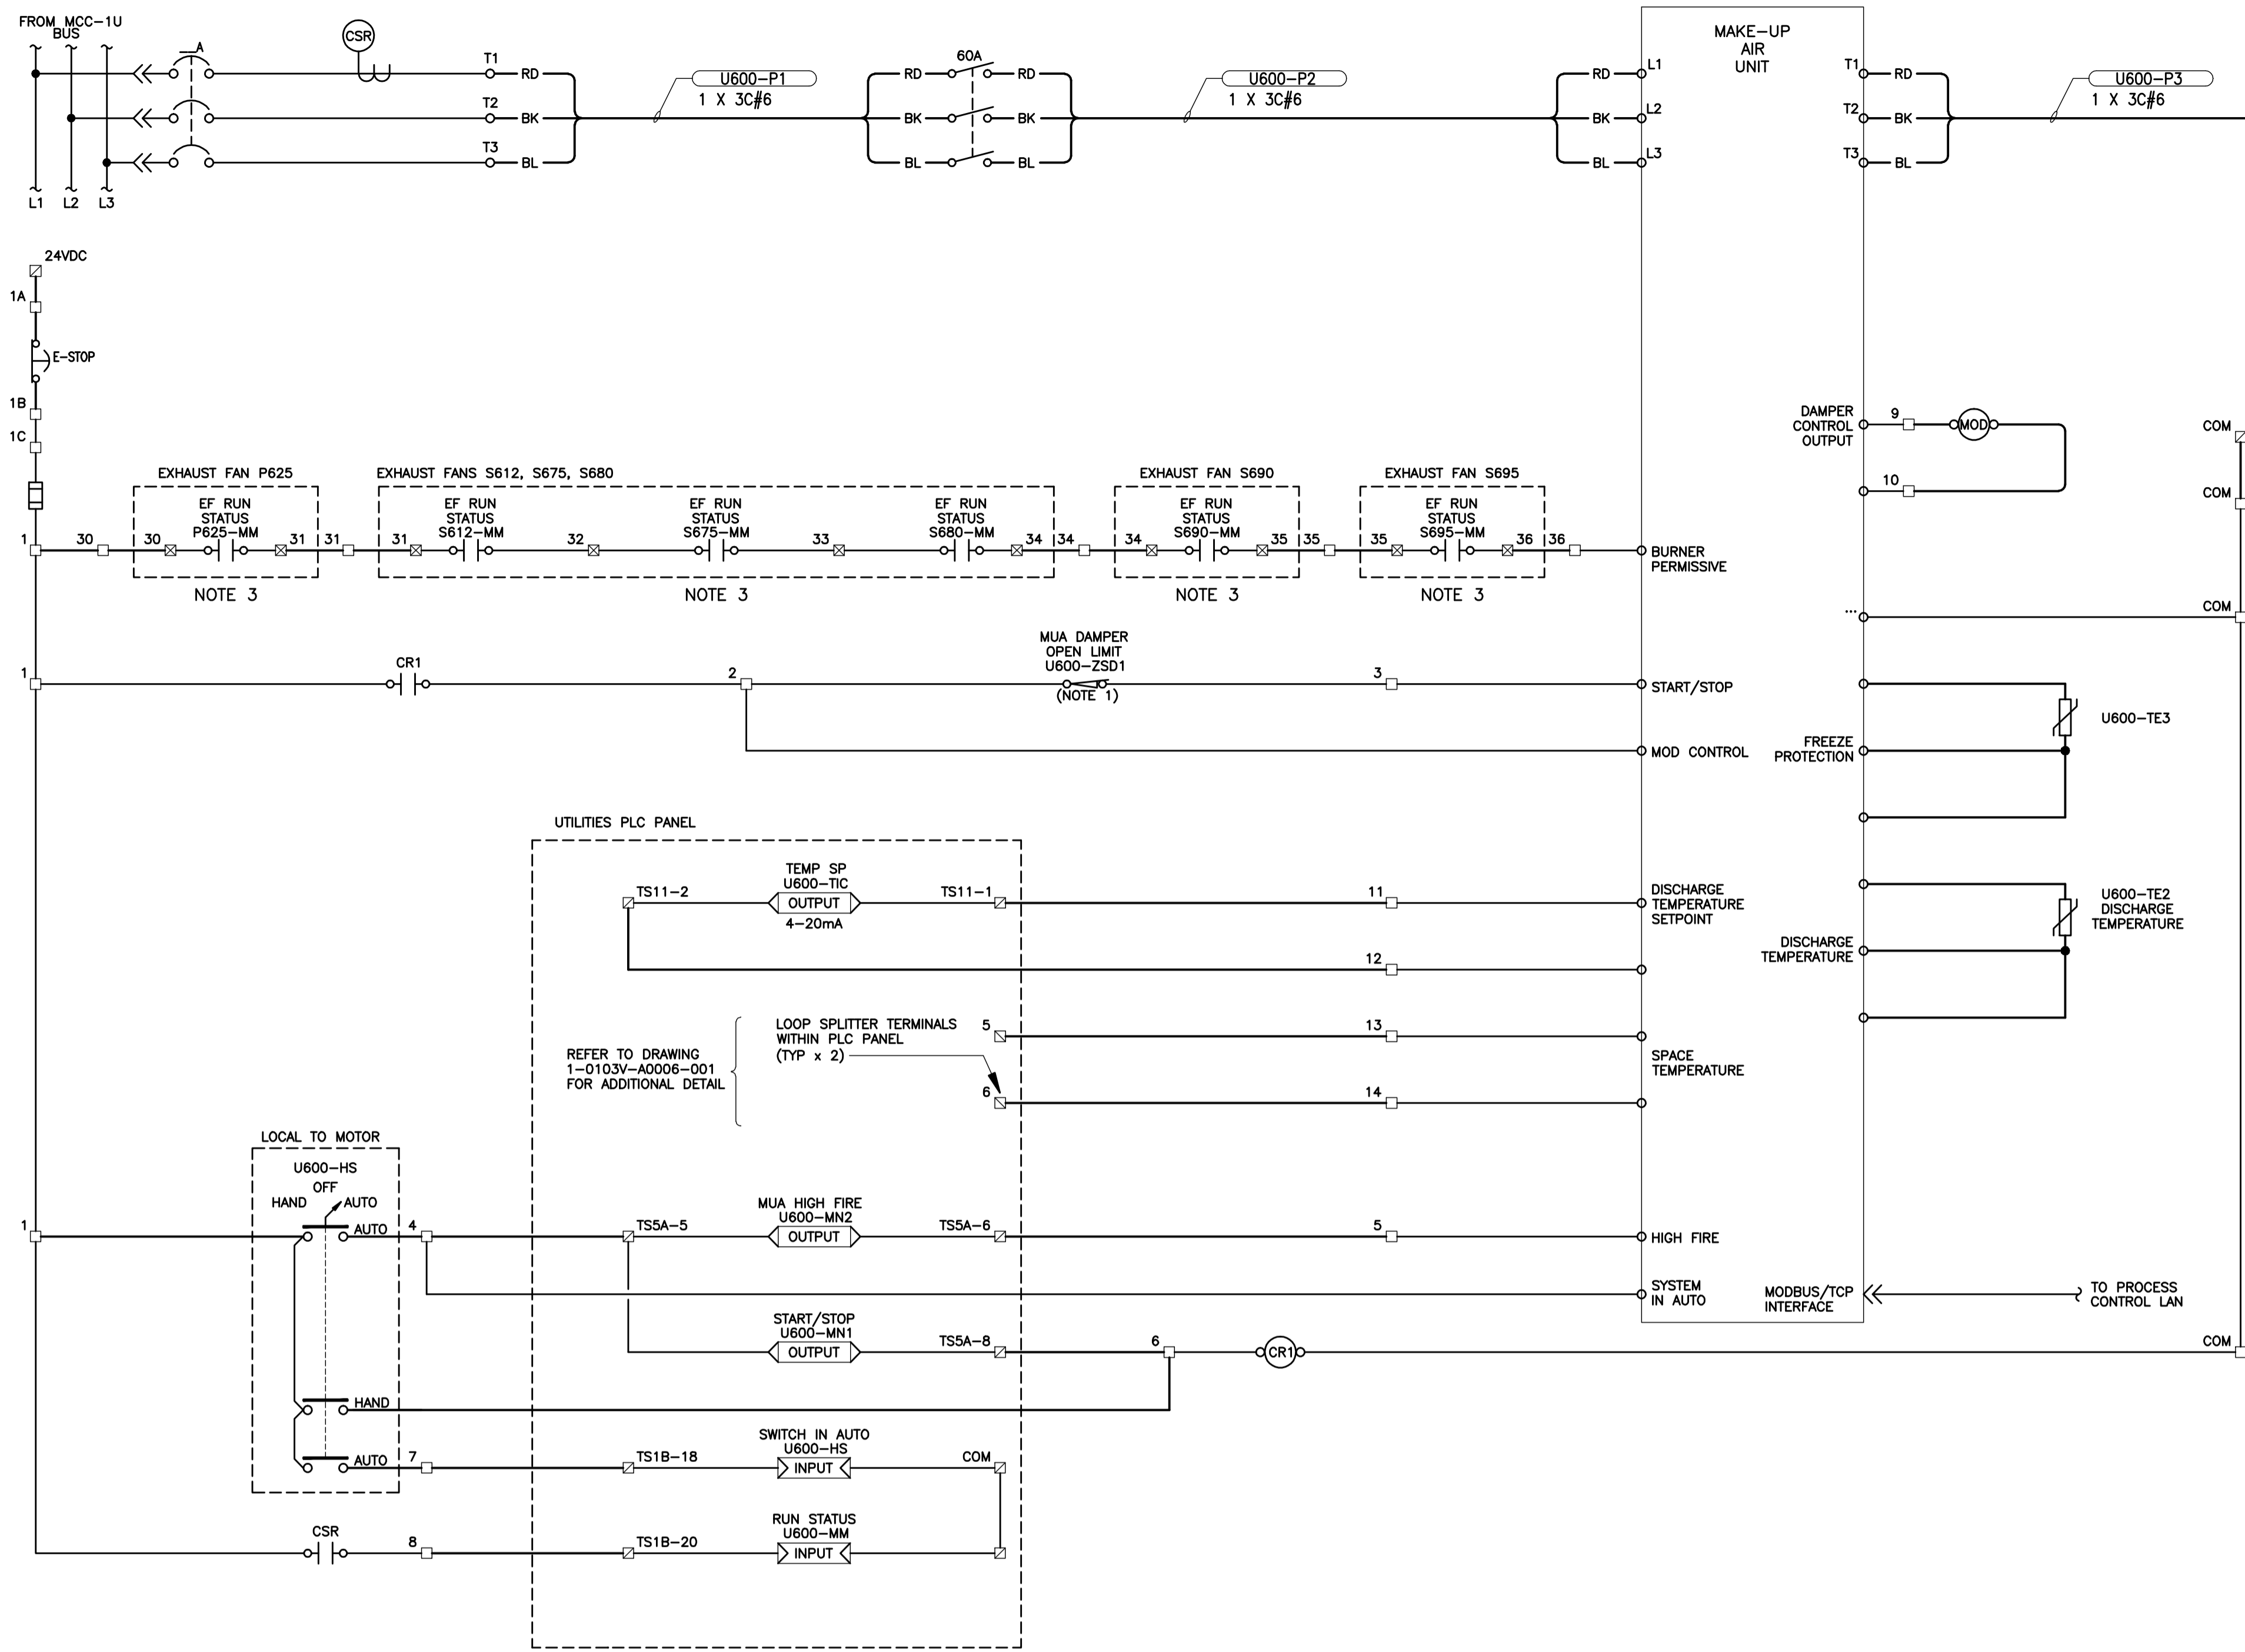 FROM MCC-1U
BUS
__A
CSR
T1
RD
T2
BK
T3
BL
U600-P1
1 X 3C#6
60A
RD
RD
BK
BK
BL
BL
U600-P2
1 X 3C#6
RD
L1
BK
L2
BL
L3
MAKE-UP
AIR
UNIT
T1
RD
T2
BK
T3
BL
U600-P3
1 X 3C#6
L1
L2
L3
24VDC
1A
E-STOP
1B
1C
DAMPER
CONTROL
OUTPUT
9
MOD
10
COM
COM
EXHAUST FAN P625
EXHAUST FANS S612, S675, S680
EXHAUST FAN S690
EXHAUST FAN S695
1
30
30
EF RUN
STATUS
P625-MM
31
31
31
EF RUN
STATUS
S612-MM
32
EF RUN
STATUS
S675-MM
33
EF RUN
STATUS
S680-MM
34
34
34
EF RUN
STATUS
S690-MM
35
35
35
EF RUN
STATUS
S695-MM
36
36
BURNER
PERMISSIVE
NOTE 3
NOTE 3
NOTE 3
NOTE 3
...
COM
1
CR1
2
MUA DAMPER
OPEN LIMIT
U600-ZSD1
(NOTE 1)
3
START/STOP
MOD CONTROL
FREEZE
PROTECTION
U600-TE3
UTILITIES PLC PANEL
TS11-2
TEMP SP
U600-TIC
OUTPUT
4-20mA
TS11-1
11
DISCHARGE
TEMPERATURE
SETPOINT
12
DISCHARGE
TEMPERATURE
U600-TE2
DISCHARGE
TEMPERATURE
REFER TO DRAWING
1-0103V-A0006-001
FOR ADDITIONAL DETAIL
LOOP SPLITTER TERMINALS
WITHIN PLC PANEL
(TYP x 2)
5
13
6
14
SPACE
TEMPERATURE
LOCAL TO MOTOR
U600-HS
OFF
HAND
AUTO
1
AUTO
4
TS5A-5
MUA HIGH FIRE
U600-MN2
OUTPUT
TS5A-6
5
HIGH FIRE
SYSTEM
IN AUTO
MODBUS/TCP
INTERFACE
TO PROCESS
CONTROL LAN
START/STOP
U600-MN1
OUTPUT
TS5A-8
6
CR1
COM
HAND
AUTO
7
TS1B-18
SWITCH IN AUTO
U600-HS
INPUT
COM
CSR
8
TS1B-20
RUN STATUS
U600-MM
INPUT